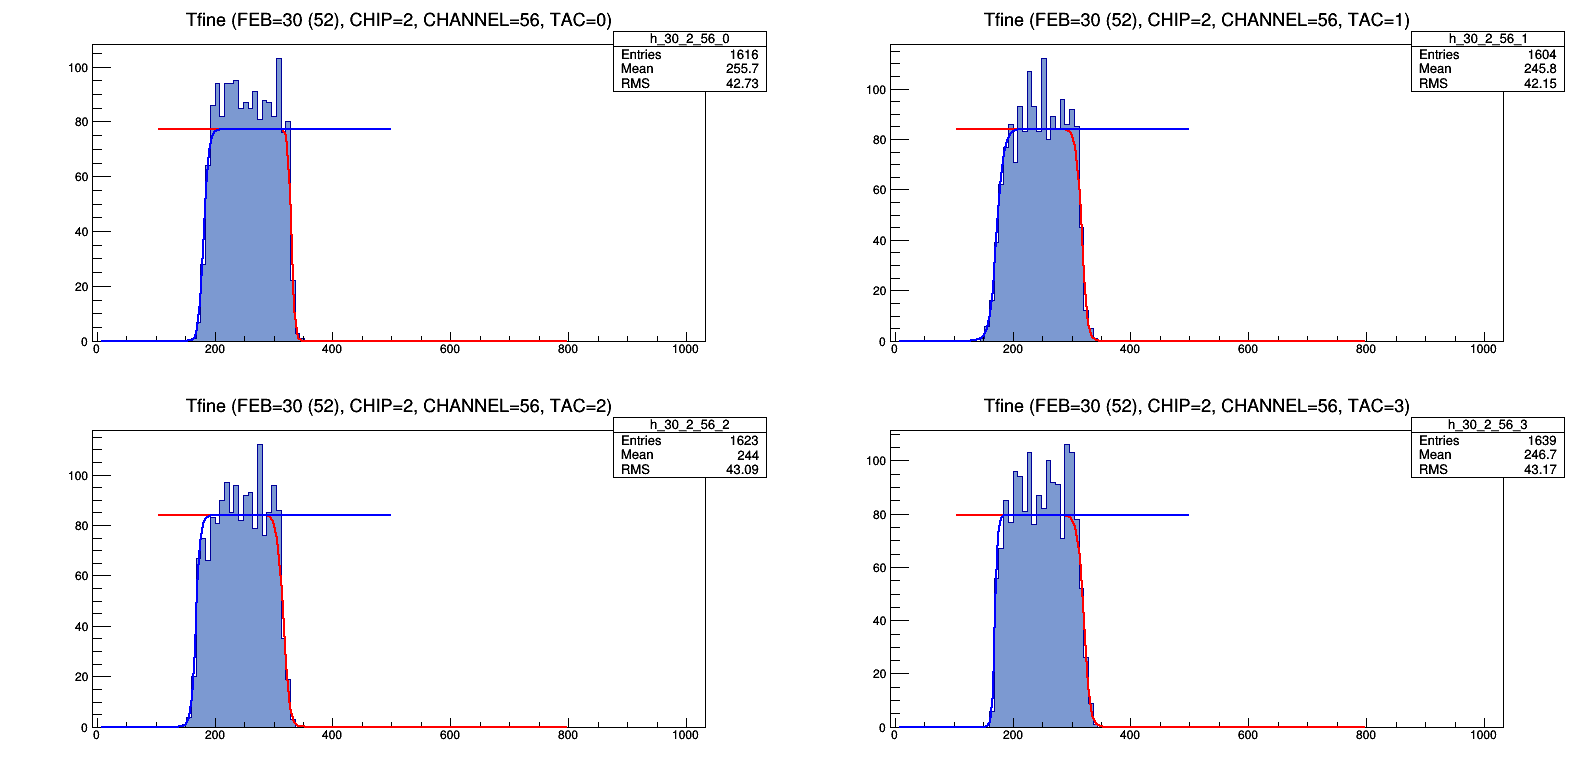 Tfine (FEB=30 (52), CHIP=2, CHANNEL=56, TAC=0)
h_30_2_56_0
Entries 1616
Mean 255.7
RMS 42.73
100
80
60
40
20
0
0 200 400 600 800 1000
Tfine (FEB=30 (52), CHIP=2, CHANNEL=56, TAC=1)
h_30_2_56_1
Entries 1604
Mean 245.8
RMS 42.15
100
80
60
40
20
0
0 200 400 600 800 1000
Tfine (FEB=30 (52), CHIP=2, CHANNEL=56, TAC=2)
h_30_2_56_2
Entries 1623
Mean 244
RMS 43.09
100
80
60
40
20
0
0 200 400 600 800 1000
Tfine (FEB=30 (52), CHIP=2, CHANNEL=56, TAC=3)
h_30_2_56_3
Entries 1639
Mean 246.7
RMS 43.17
100
80
60
40
20
0
0 200 400 600 800 1000